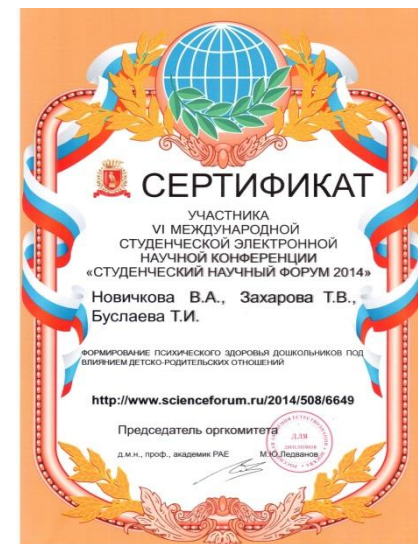 СЕРТИФИКАТ
УЧАСТНИКА
VI МЕЖДУНАРОДНОЙ
СТУДЕНЧЕСКОЙ ЭЛЕКТРОННОЙ
НАУЧНОЙ КОНФЕРЕНЦИИ
«СТУДЕНЧЕСКИЙ НАУЧНЫЙ ФОРУМ 2014»
Новичкова В.А., Захарова Т.В.,
Буслаева Т.И.
ФОРМИРОВАНИЕ ПСИХИЧЕСКОГО ЗДОРОВЬЯ ДОШКОЛЬНИКОВ ПОД
ВЛИЯНИЕМ ДЕТСКО-РОДИТЕЛЬСКИХ ОТНОШЕНИЙ
http://www.scienceforum.ru/2014/508/6649
Председатель оргкомитета
ДЛЯ
д.м.н., проф., академик РАЕ М.Ю.Ледванов